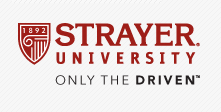 1892
STRAYER®
UNIVERSITY
ONLY THE DRIVEN™